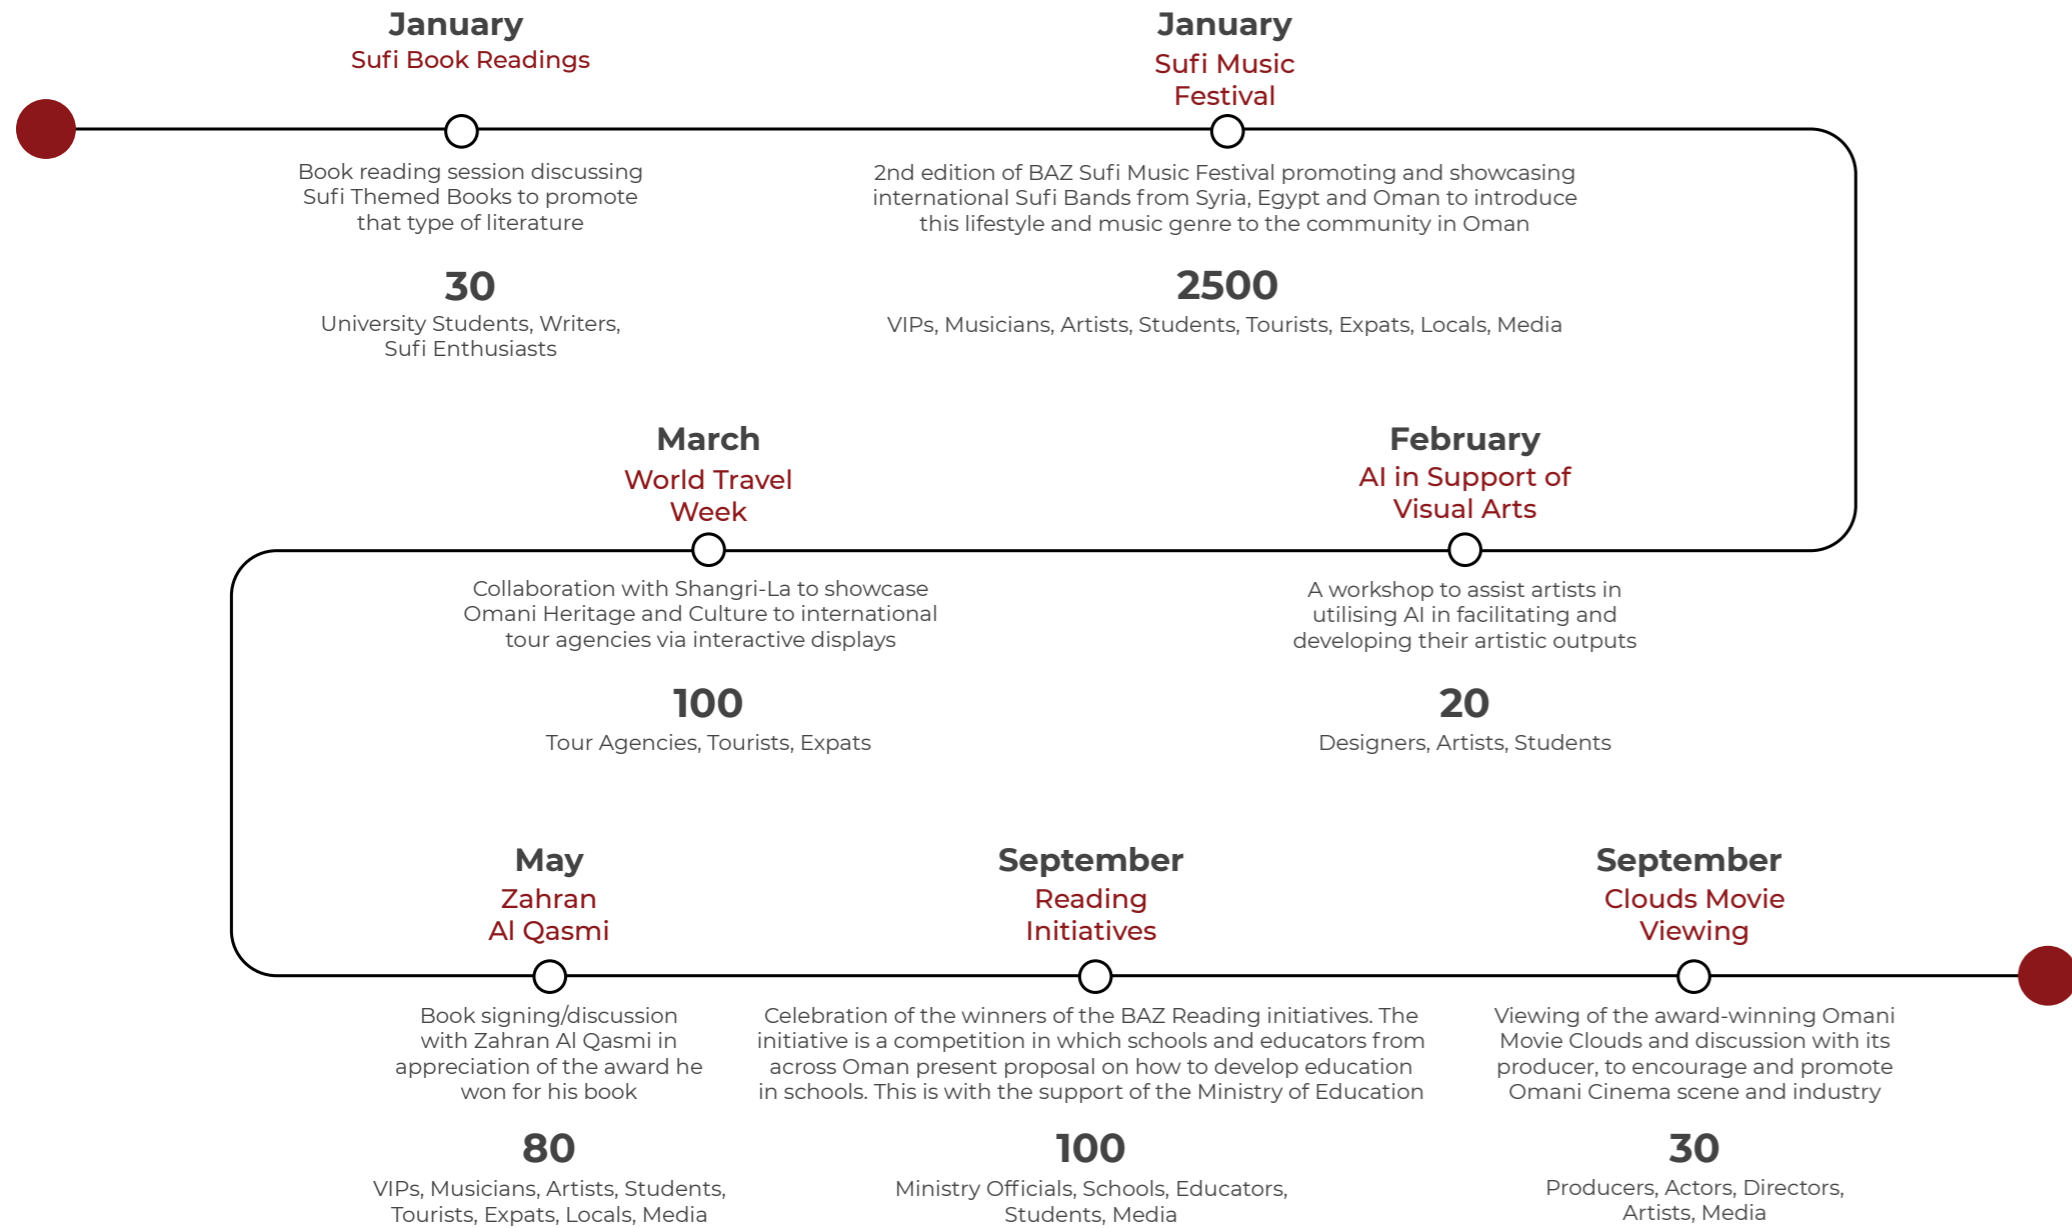 January
Sufi Book Readings
Book reading session discussing
Sufi Themed Books to promote
that type of literature
30
University Students, Writers,
Sufi Enthusiasts
January
Sufi Music
Festival
2nd edition of BAZ Sufi Music Festival promoting and showcasing
international Sufi Bands from Syria, Egypt and Oman to introduce
this lifestyle and music genre to the community in Oman
2500
VIPs, Musicians, Artists, Students, Tourists, Expats, Locals, Media
February
AI in Support of
Visual Arts
A workshop to assist artists in
utilising AI in facilitating and
developing their artistic outputs
20
Designers, Artists, Students
March
World Travel
Week
Collaboration with Shangri-La to showcase
Omani Heritage and Culture to international
tour agencies via interactive displays
100
Tour Agencies, Tourists, Expats
May
Zahran
Al Qasmi
Book signing/discussion
with Zahran Al Qasmi in
appreciation of the award he
won for his book
80
VIPs, Musicians, Artists, Students,
Tourists, Expats, Locals, Media
September
Reading
Initiatives
Celebration of the winners of the BAZ Reading initiatives. The
initiative is a competition in which schools and educators from
across Oman present proposal on how to develop education
in schools. This is with the support of the Ministry of Education
100
Ministry Officials, Schools, Educators,
Students, Media
September
Clouds Movie
Viewing
Viewing of the award-winning Omani
Movie Clouds and discussion with its
producer, to encourage and promote
Omani Cinema scene and industry
30
Producers, Actors, Directors,
Artists, Media